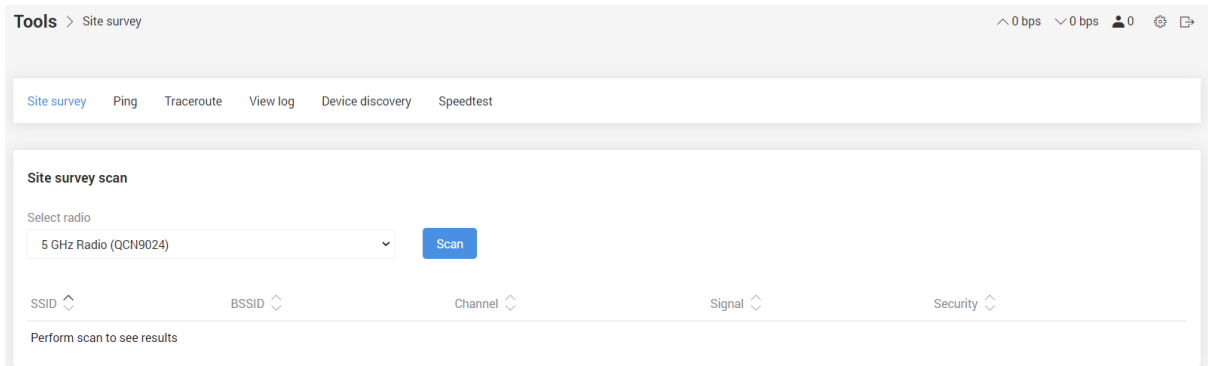 Tools > Site survey 0 bps 0 bps 0
Site survey Ping Traceroute View log Device discovery Speedtest
Site survey scan
Select radio
5 GHz Radio (QCN9024) Scan
SSID BSSID Channel Signal Security
Perform scan to see results